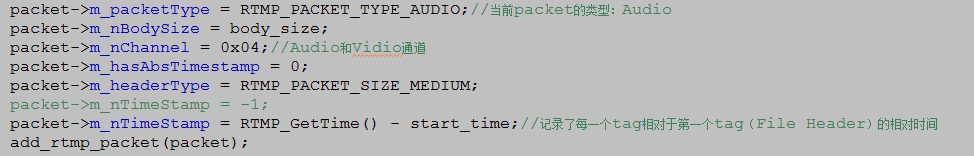 packet->m_packetType = RTMP_PACKET_TYPE_AUDIO;//当前packet的类型：Audio
packet->m_nBodySize = body_size;
packet->m_nChannel = 0x04;//Audio和Vidio通道
packet->m_hasAbsTimestamp = 0;
packet->m_headerType = RTMP_PACKET_SIZE_MEDIUM;
packet->m_nTimeStamp = -1;
packet->m_nTimeStamp = RTMP_GetTime() - start_time;//记录了每一个tag相对于第一个tag（File Header）的相对时间
add_rtmp_packet(packet);